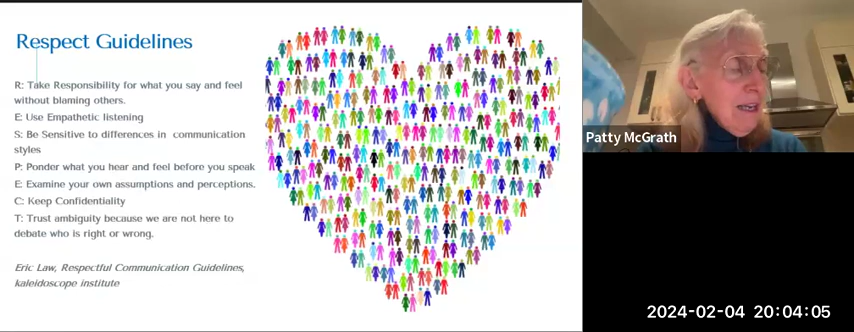 Respect Guidelines
R: Take Responsibility for what you say and feel
without blaming others.
E: Use Empathetic listening
S: Be Sensitive to differences in communication
styles
P: Ponder what you hear and feel before you speak
E: Examine your own assumptions and perceptions.
C: Keep Confidentiality
T: Trust ambiguity because we are not here to
debate who is right or wrong.
Eric Law, Respectful Communication Guidelines,
kaleidoscope institute
Patty McGrath
2024-02-04 20:04:05